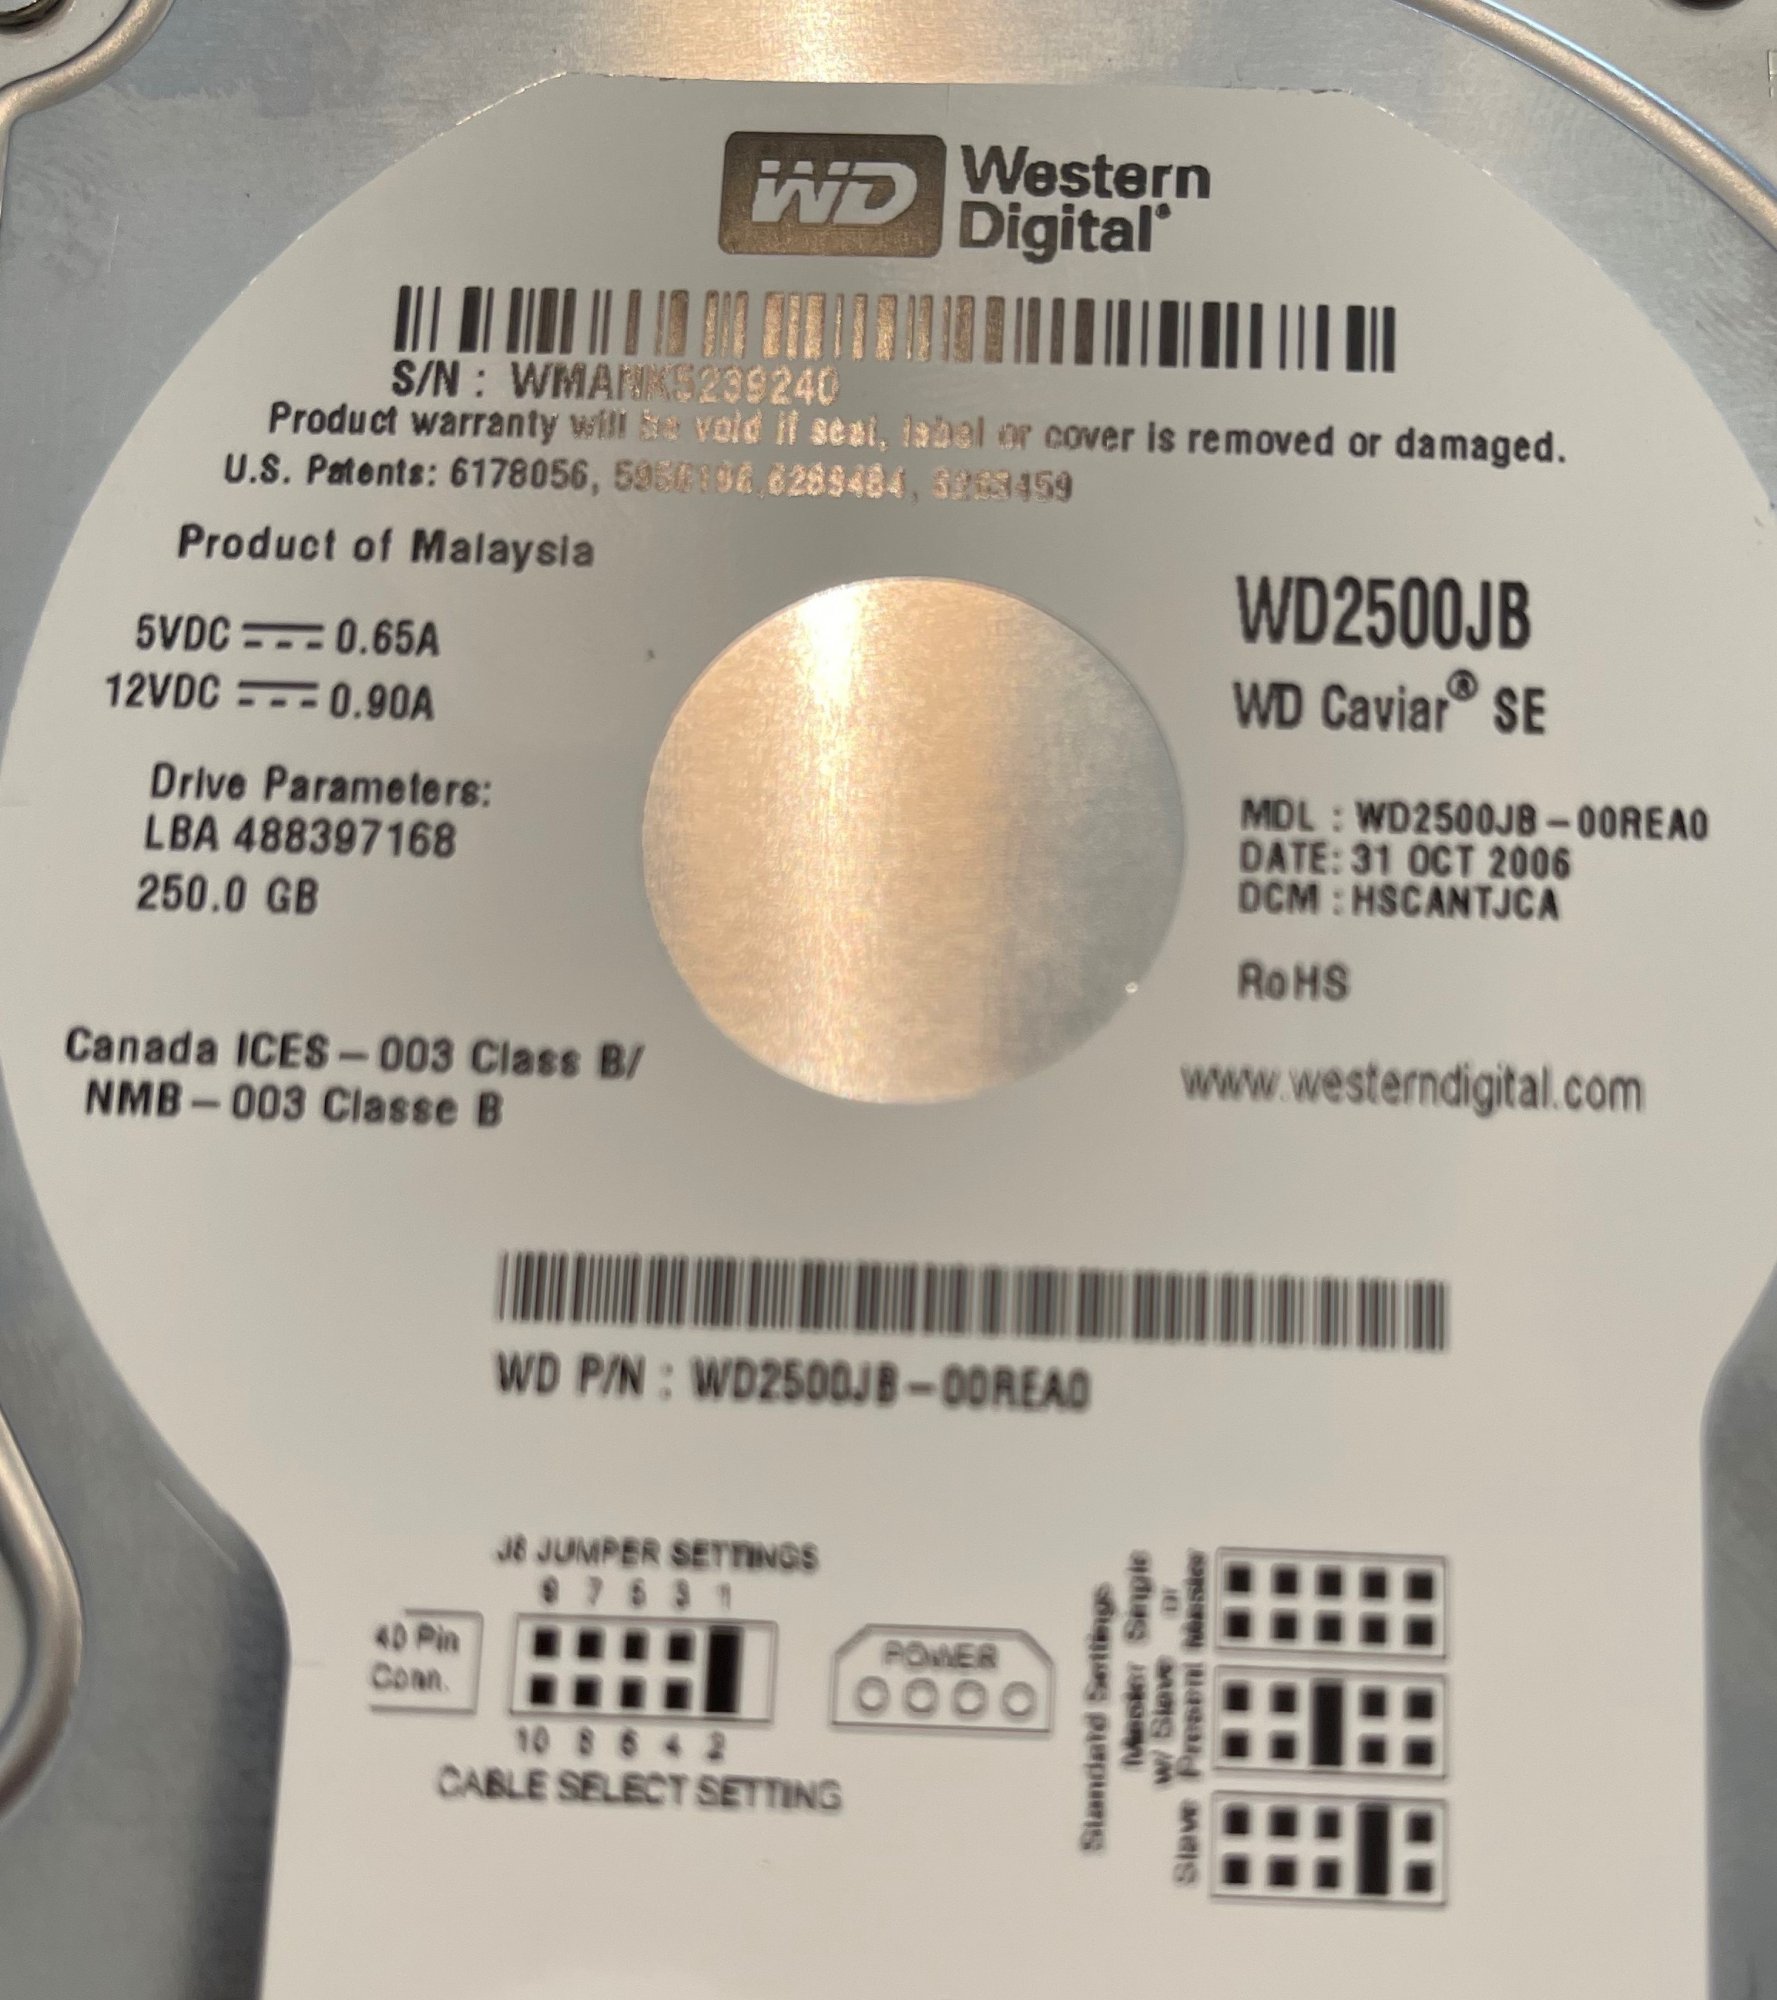 WD Western
Digital®
S/N : WMANK5239240
Product warranty will be void if seal, label or cover is removed or damaged.
U.S. Patents: 6178056, 6289484,
Product of Malaysia
5VDC 0.65A
12VDC 0.90A
Drive Parameters:
LBA 488397168
250.0 GB
Canada ICES – 003 Class B/
NMB – 003 Classe B
WD2500JB
WD Caviar® SE
MDL : WD2500JB – 00REA0
DATE: 31 OCT 2006
DCM : HSCANTJCA
RoHS
www.westerndigital.com
WD P/N : WD2500JB – 00REA0
J8 JUMPER SETTINGS
9 7 5 3 1
40 Pin
Conn.
10 8 6 4 2
CABLE SELECT SETTING
POWER
Standard Settings
Master Single
w/ Slave or
Slave Present Master